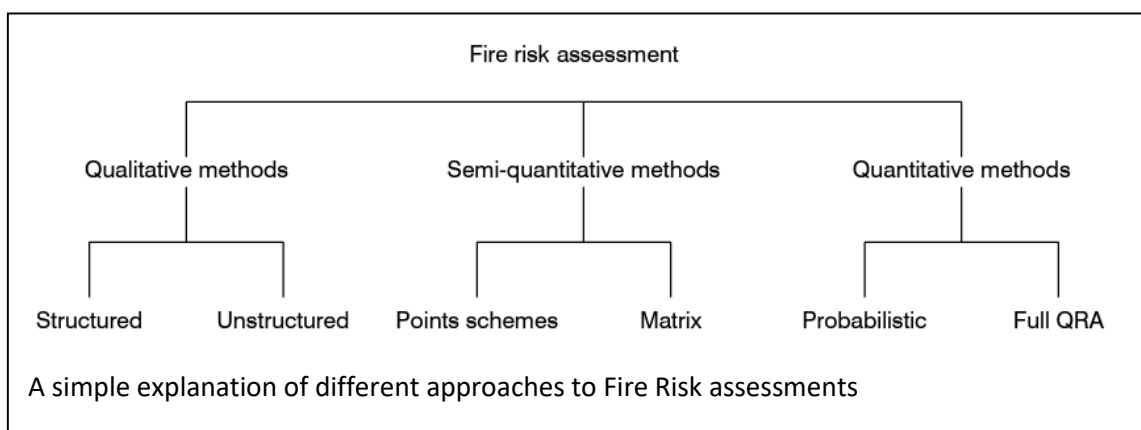 Fire risk assessment
Qualitative methods Semi-quantitative methods Quantitative methods
Structured Unstructured Points schemes Matrix Probabilistic Full QRA
A simple explanation of different approaches to Fire Risk assessments